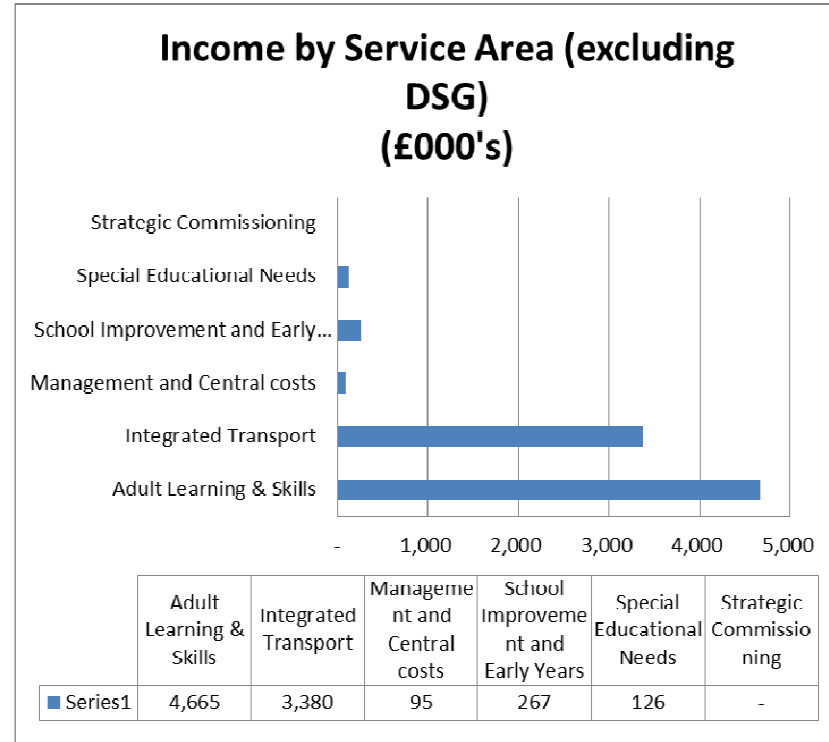 Income by Service Area (excluding
DSG)
(£000's)
Strategic Commissioning
Special Educational Needs
School Improvement and Early...
Management and Central costs
Integrated Transport
Adult Learning & Skills
- 1,000 2,000 3,000 4,000 5,000
Adult Learning & Skills
Integrated Transport
Manageme
nt and
Central
costs
School
Improveme
nt and
Early Years
Special
Educational
Needs
Strategic
Commissio
ning
Series1 4,665 3,380 95 267 126 -